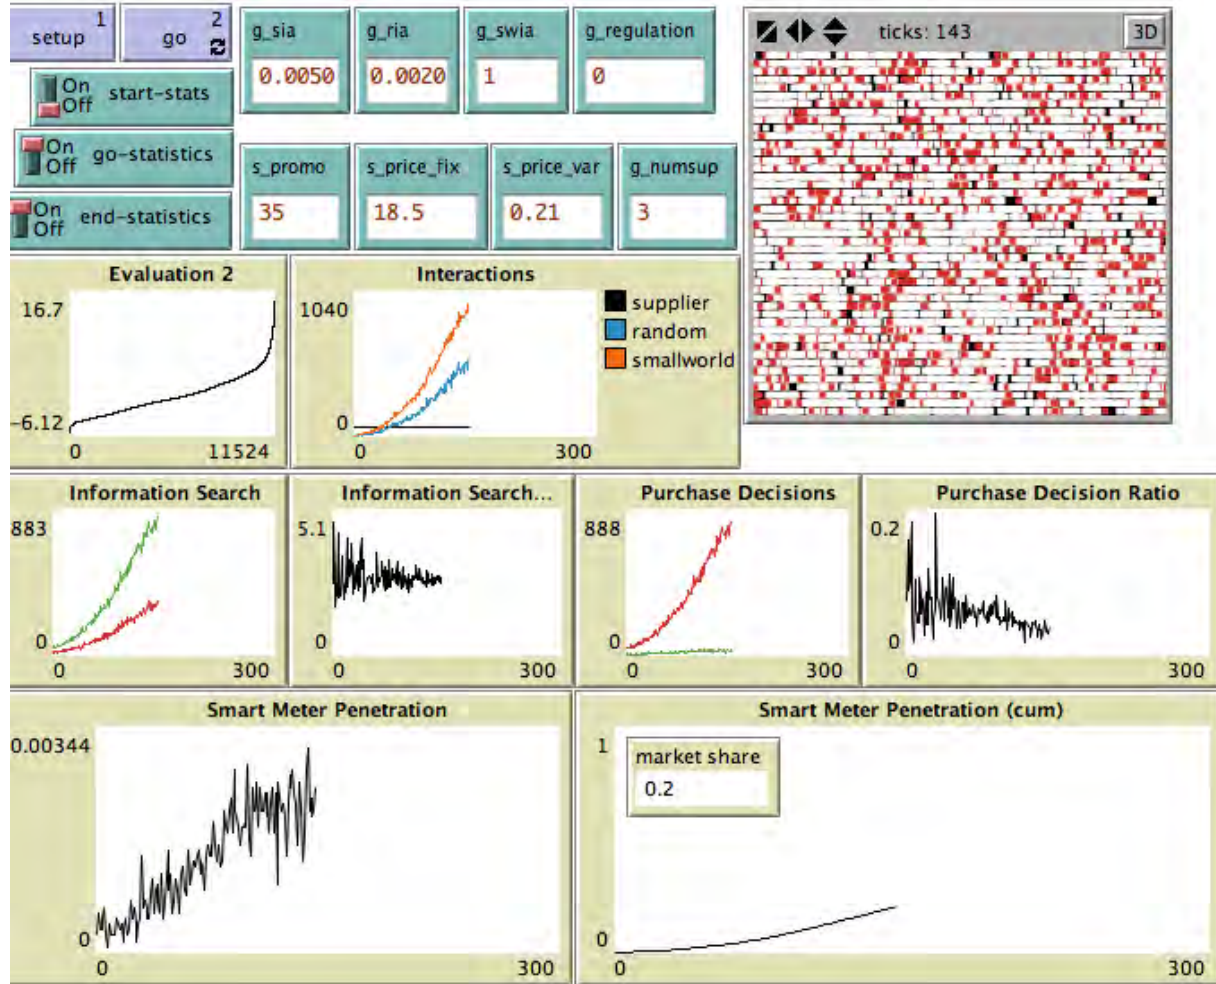 1
setup
2
go
g_sia
0.0050
g_ria
0.0020
g_swia
1
g_regulation
0
ticks: 143
3D
On
Off
start-stats
On
Off
go-statistics
On
Off
end-statistics
s_promo
35
s_price_fix
18.5
s_price_var
0.21
g_numsup
3
Evaluation 2
16.7
-6.12
0
11524
Interactions
1040
0
0
300
supplier
random
smallworld
Information Search
883
0
0
300
Information Search...
5.1
0
0
300
Purchase Decisions
888
0
0
300
Purchase Decision Ratio
0.2
0
0
300
Smart Meter Penetration
0.00344
0
0
300
Smart Meter Penetration (cum)
1
market share
0.2
0
0
300